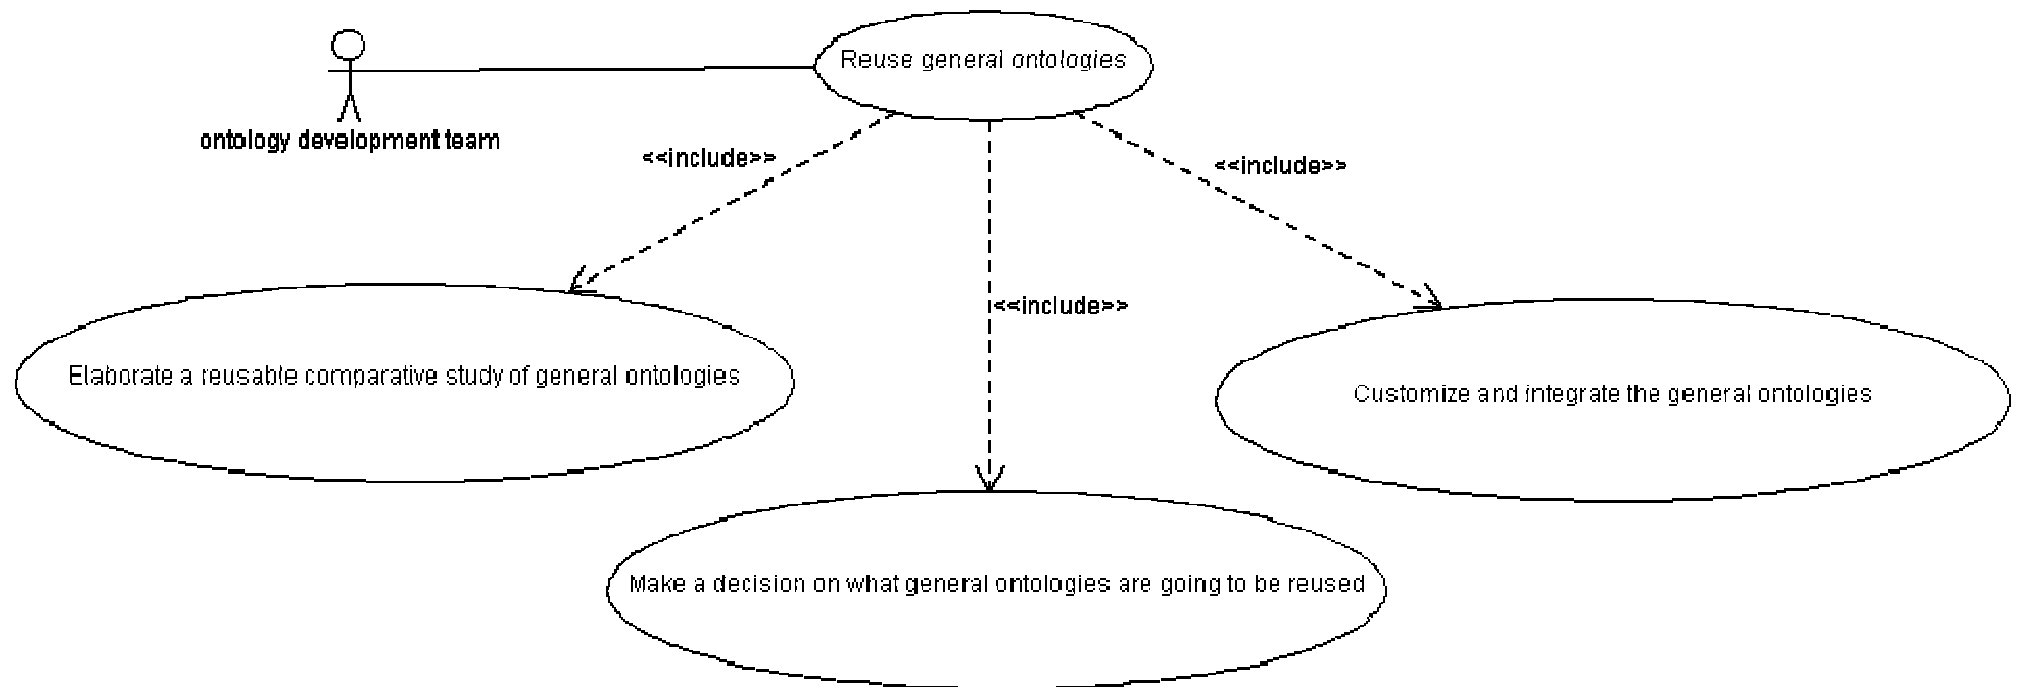 Reuse general ontologies
ontology development team
<<include>>
<<include>>
<<include>>
Elaborate a reusable comparative study of general ontologies
Customize and integrate the general ontologies
Make a decision on what general ontologies are going to be reused